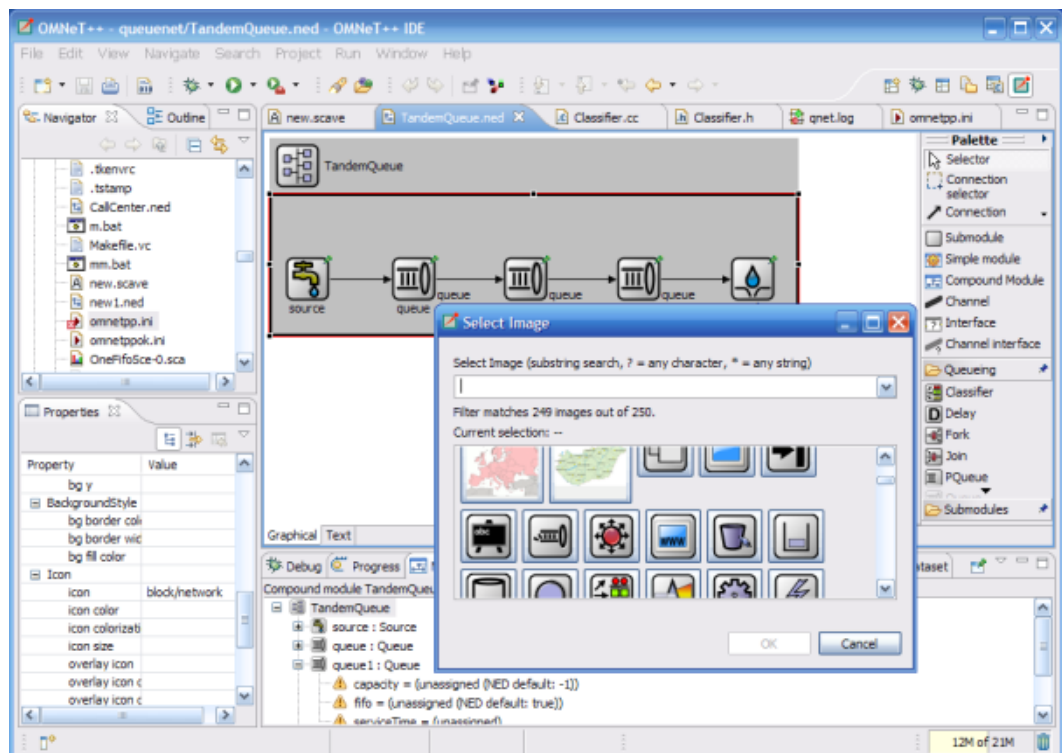 OMNeT++ - queuenet/TandemQueue.ned - OMNeT++ IDE
File Edit View Navigate Search Project Run Window Help
Navigator Outline
.tkenvrc
.tstamp
CallCenter.ned
m.bat
Makefile.vc
mm.bat
new.scave
new1.ned
omnetpp.ini
omnetppok.ini
OneFifoSce-0.sca
Properties
Property Value
bg y
BackgroundStyle
bg border col
bg border wid
bg fill color
Icon
icon block/network
icon color
icon colorizati
icon size
overlay icon
overlay icon c
overlay icon c
new.scave TandemQueue.ned Classifier.cc Classifier.h qnet.log omnetpp.ini
TandemQueue
source
queue
queue
queue
queue
Graphical Text
Palette
Selector
Connection
selector
Connection
Submodule
Simple module
Compound Module
Channel
Interface
Channel interface
Queueing
Classifier
Delay
Fork
Join
PQueue
Submodules
Select Image
Select Image (substring search, ? = any character, * = any string)
Filter matches 249 images out of 250.
Current selection: --
abc
www
OK Cancel
Debug Progress ataset
Compound module TandemQueu
TandemQueue
source : Source
queue : Queue
queue1 : Queue
capacity = (unassigned (NED default: -1))
fifo = (unassigned (NED default: true))
serviceTime = (unassigned)
12M of 21M